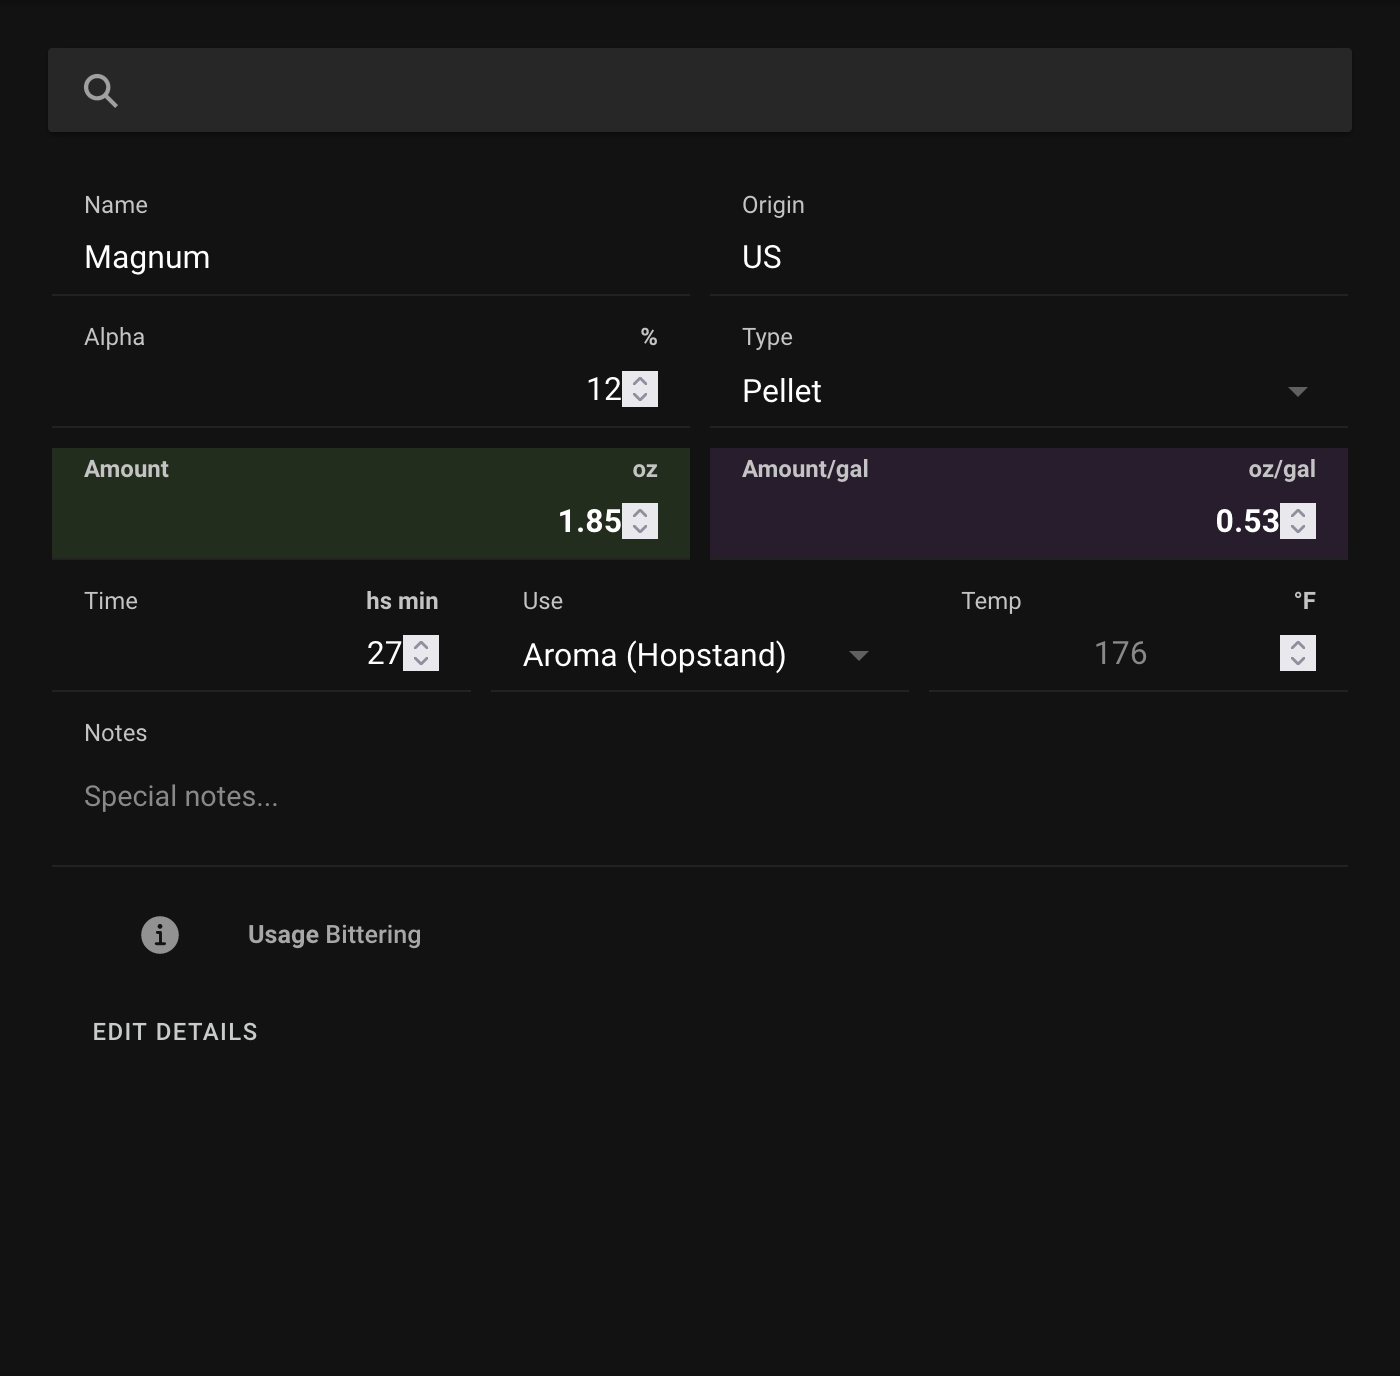 Name Origin
Magnum US
Alpha % Type
12 Pellet
Amount oz Amount/gal oz/gal
1.85 0.53
Time hs min Use Temp °F
27 Aroma (Hopstand) 176
Notes
Special notes...
Usage Bittering
EDIT DETAILS